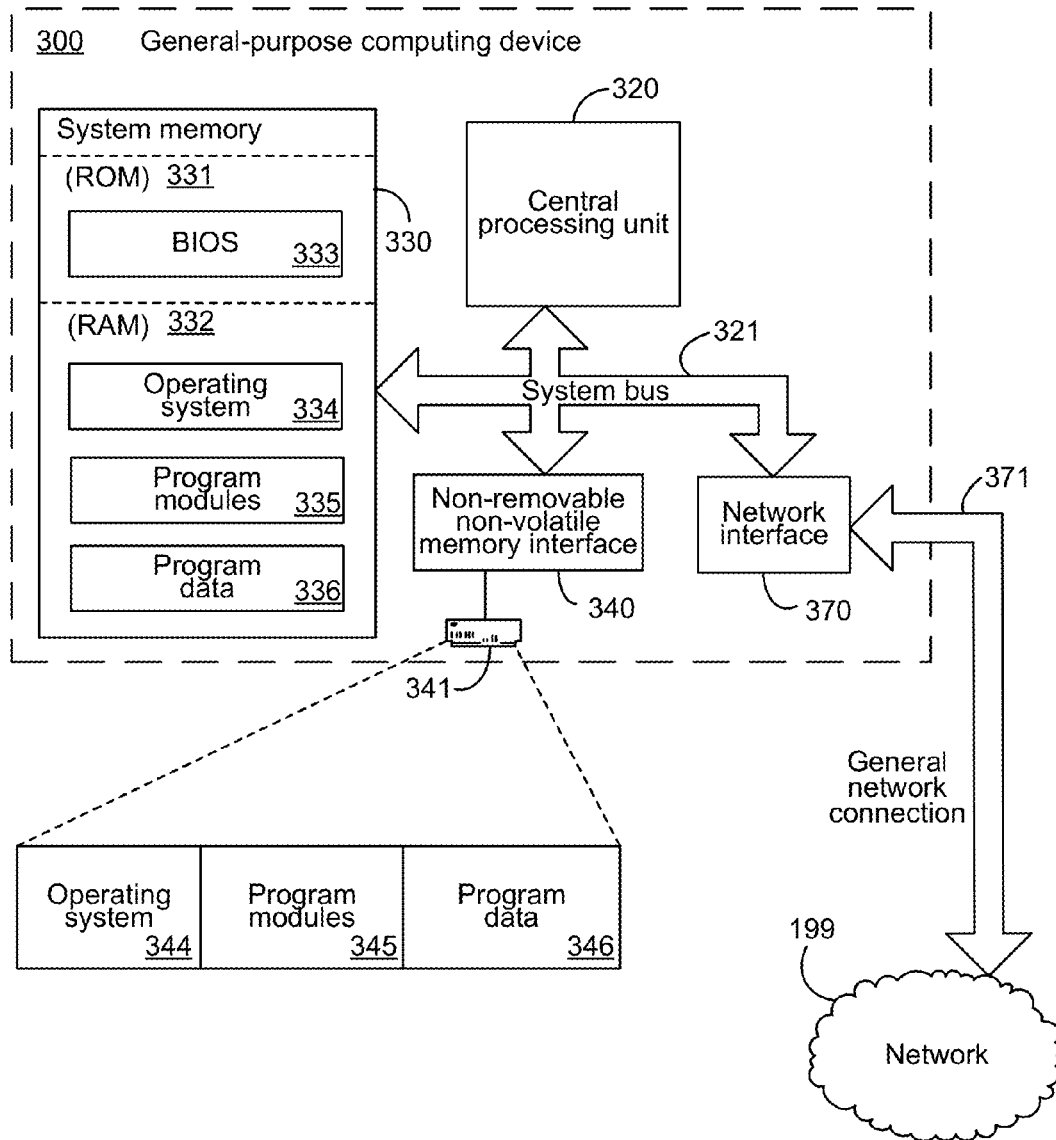 300 General-purpose computing device
System memory
(ROM) 331
BIOS 333
330
(RAM) 332
Operating
system 334
Program
modules 335
Program
data 336
320
Central
processing unit
321
System bus
Non-removable
non-volatile
memory interface
340
341
Network
interface
370
371
General
network
connection
Operating
system 344
Program
modules 345
Program
data 346
199
Network